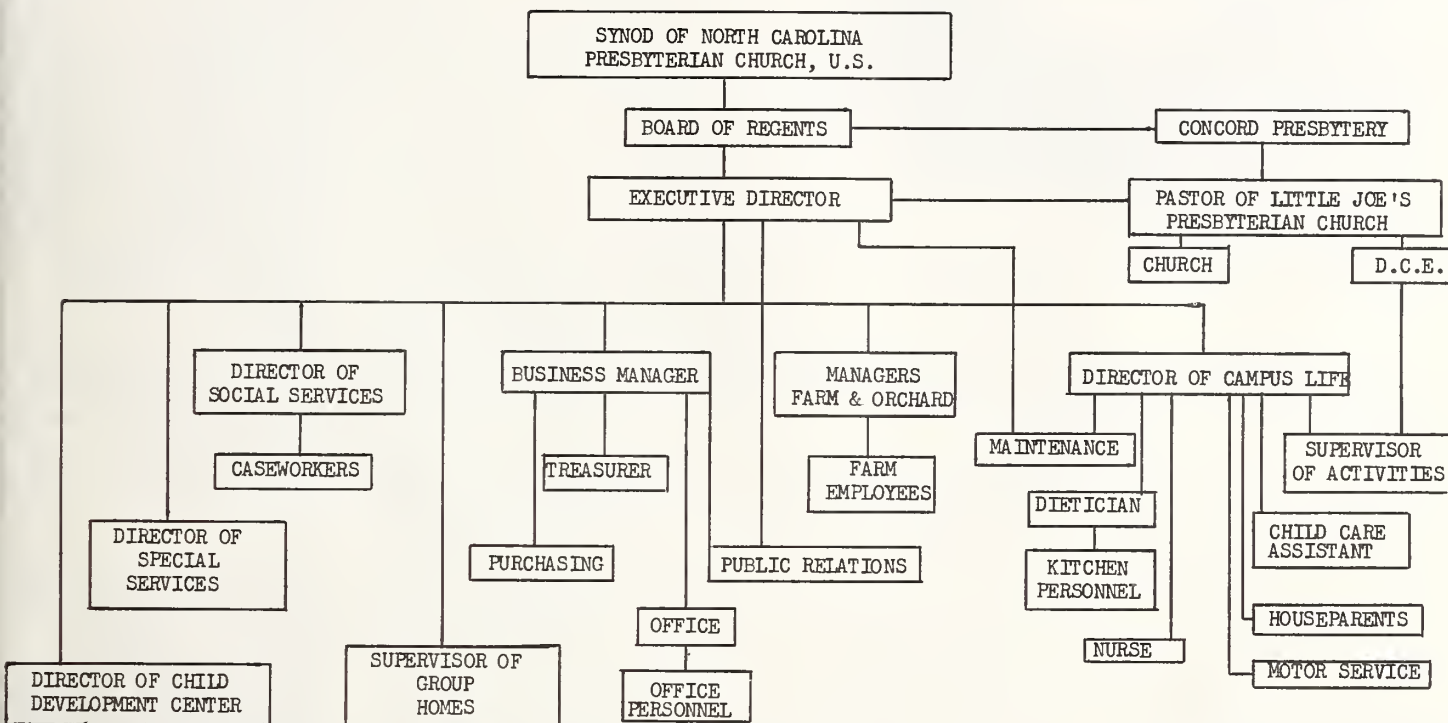 SYNOD OF NORTH CAROLINA
PRESBYTERIAN CHURCH, U.S.
BOARD OF REGENTS
CONCORD PRESBYTERY
EXECUTIVE DIRECTOR
PASTOR OF LITTLE JOE'S
PRESBYTERIAN CHURCH
CHURCH
D.C.E.
DIRECTOR OF
SOCIAL SERVICES
BUSINESS MANAGER
MANAGERS
FARM & ORCHARD
DIRECTOR OF CAMPUS LIFE
CASEWORKERS
TREASURER
FARM
EMPLOYEES
MAINTENANCE
SUPERVISOR
OF ACTIVITIES
DIRECTOR OF
SPECIAL
SERVICES
PURCHASING
PUBLIC RELATIONS
DIETICIAN
KITCHEN
PERSONNEL
CHILD CARE
ASSISTANT
OFFICE
HOUSEPARENTS
NURSE
MOTOR SERVICE
DIRECTOR OF CHILD
DEVELOPMENT CENTER
SUPERVISOR OF
GROUP
HOMES
OFFICE
PERSONNEL